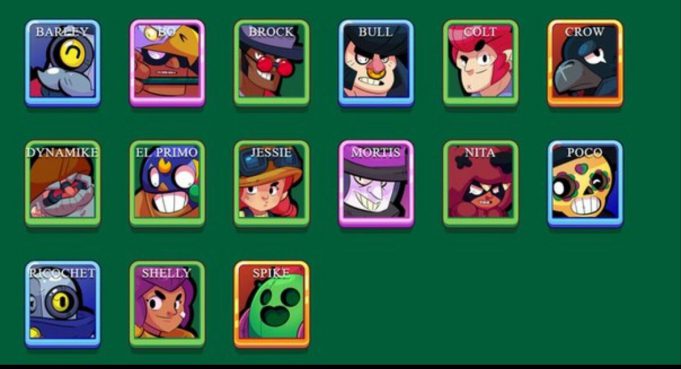 BARLEY
BO
BROCK
BULL
COLT
CROW
DYNAMIKE
EL PRIMO
JESSIE
MORTIS
NITA
POCO
RICOCHET
SHELLY
SPIKE